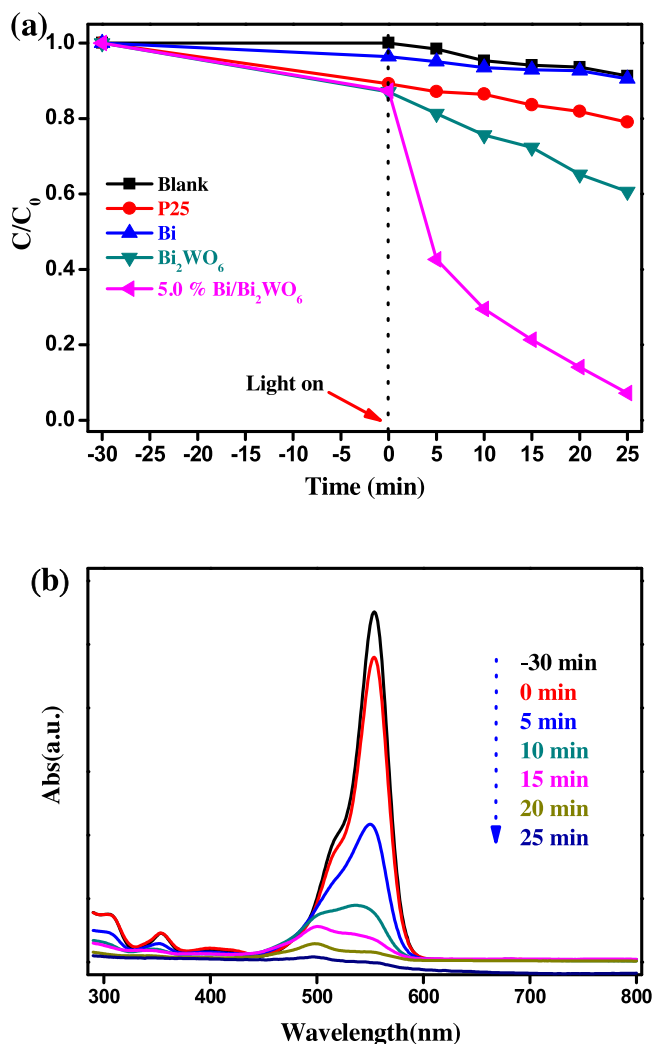 (a)
1.0
0.8
0.6
0.4
0.2
0.0
C/C₀
Blank
P25
Bi
Bi₂WO₆
5.0 % Bi/Bi₂WO₆
Light on
-30 -25 -20 -15 -10 -5 0 5 10 15 20 25
Time (min)
(b)
Abs(a.u.)
-30 min
0 min
5 min
10 min
15 min
20 min
25 min
300 400 500 600 700 800
Wavelength(nm)